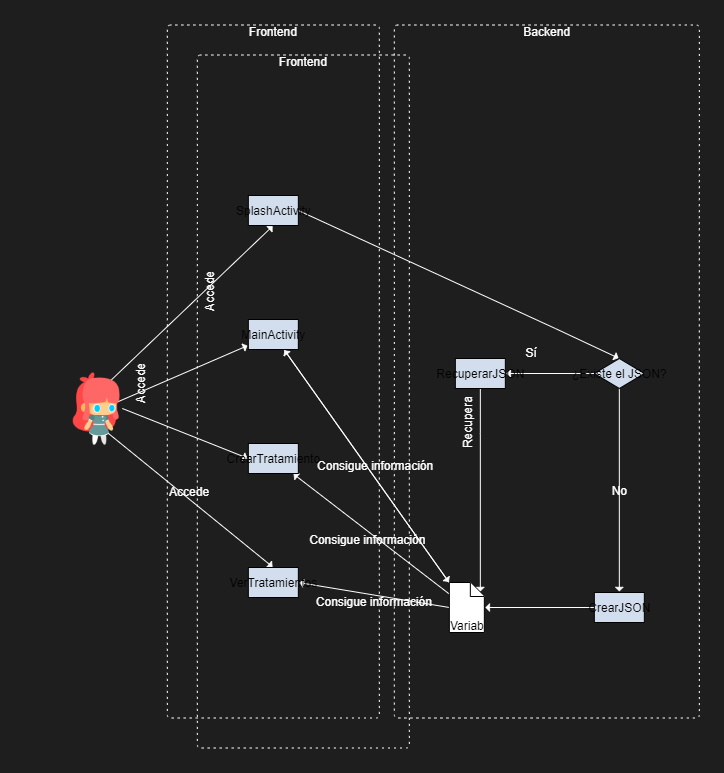 Frontend
Backend
Frontend
SplashActivity
Accede
MainActivity
Accede
Sí
RecuperarJSON
¿Existe el JSON?
Recupera
CrearTratamiento
Consigue información
Accede
No
Consigue información
VerTratamientos
Consigue información
CrearJSON
Variab